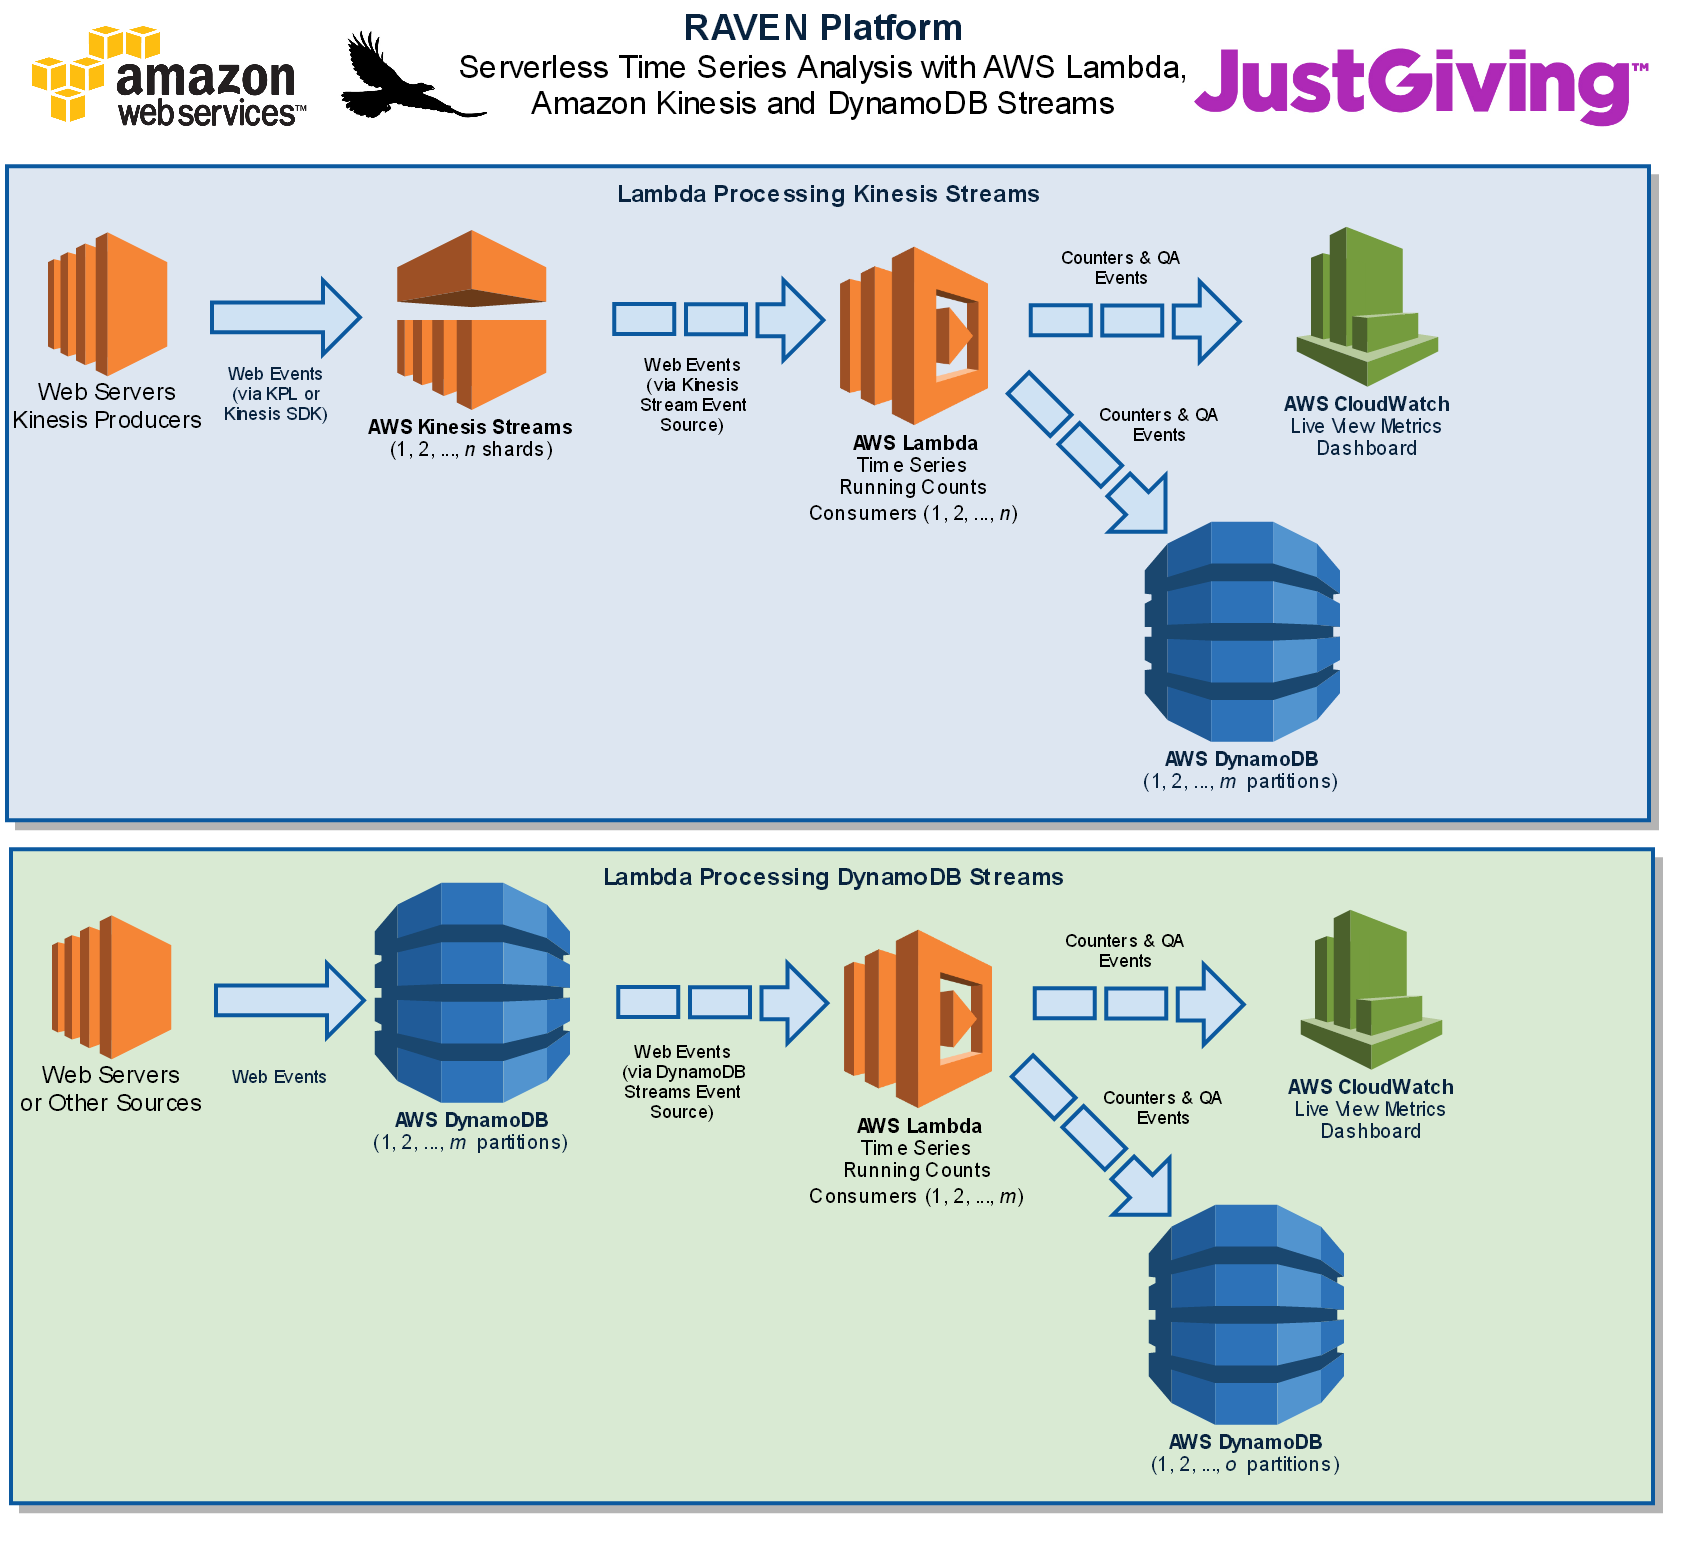 RAVEN Platform
Serverless Time Series Analysis with AWS Lambda,
Amazon Kinesis and DynamoDB Streams
amazon
web services™
JustGiving™
Lambda Processing Kinesis Streams
Web Servers
Kinesis Producers
Web Events
(via KPL or
Kinesis SDK)
AWS Kinesis Streams
(1, 2, ..., n shards)
Web Events
(via Kinesis
Stream Event
Source)
AWS Lambda
Time Series
Running Counts
Consumers (1, 2, ..., n)
Counters & QA
Events
AWS CloudWatch
Live View Metrics
Dashboard
Counters & QA
Events
AWS DynamoDB
(1, 2, ..., m partitions)
Lambda Processing DynamoDB Streams
Web Servers
or Other Sources
Web Events
AWS DynamoDB
(1, 2, ..., m partitions)
Web Events
(via DynamoDB
Streams Event
Source)
AWS Lambda
Time Series
Running Counts
Consumers (1, 2, ..., m)
Counters & QA
Events
AWS CloudWatch
Live View Metrics
Dashboard
Counters & QA
Events
AWS DynamoDB
(1, 2, ..., o partitions)